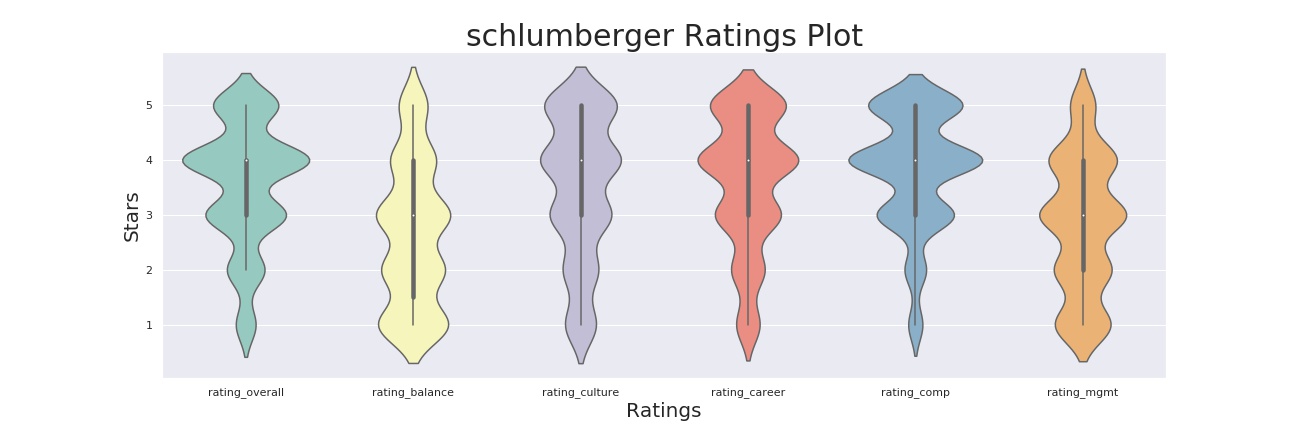 schlumberger Ratings Plot
Stars
5
4
3
2
1
rating_overall
rating_balance
rating_culture
rating_career
rating_comp
rating_mgmt
Ratings